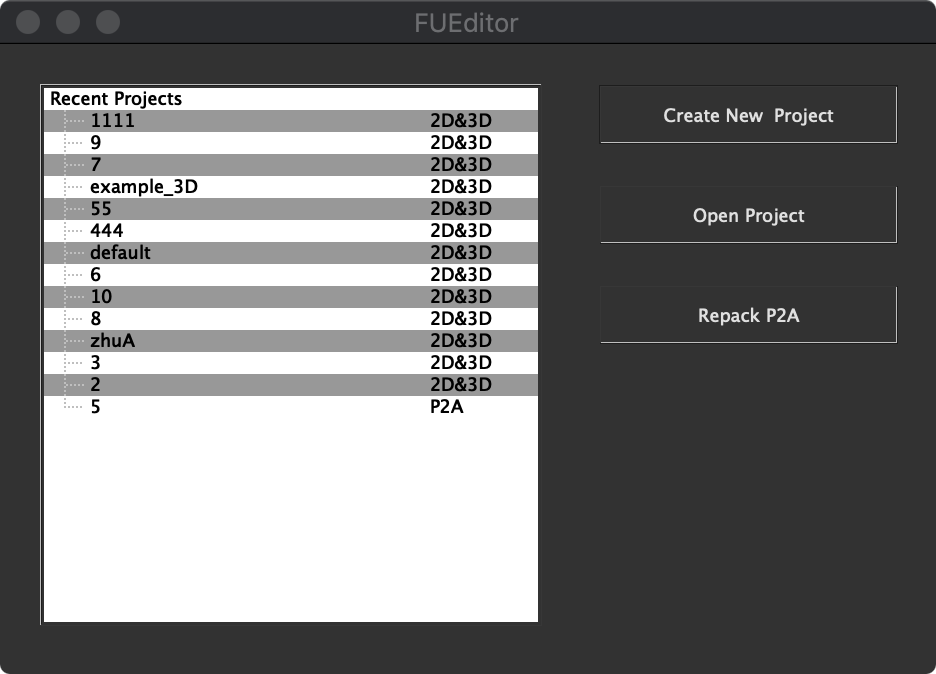 FUEditor
Recent Projects
1111 2D&3D
9 2D&3D
7 2D&3D
example_3D 2D&3D
55 2D&3D
444 2D&3D
default 2D&3D
6 2D&3D
10 2D&3D
8 2D&3D
zhuA 2D&3D
3 2D&3D
2 2D&3D
5 P2A
Create New  Project
Open Project
Repack P2A